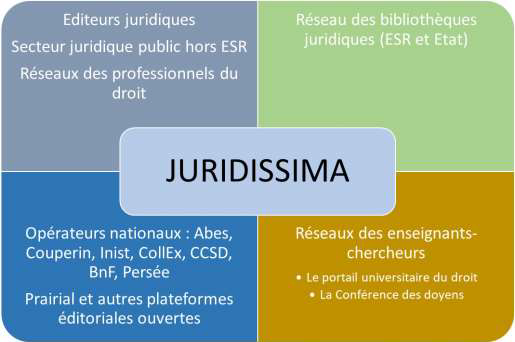 Editeurs juridiques
Secteur juridique public hors ESR
Réseaux des professionnels du
droit
Réseau des bibliothèques
juridiques (ESR et Etat)
JURIDISSIMA
Opérateurs nationaux : Abes,
Couperin, Inist, CollEx, CCSD,
BnF, Persée
Prairial et autres plateformes
éditoriales ouvertes
Réseaux des enseignants-
chercheurs
• Le portail universitaire du droit
• La Conférence des doyens